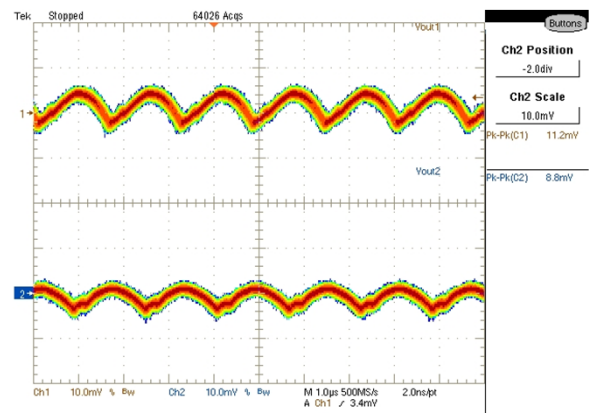 Tek Stopped 64026 Acqs
Buttons
Vout1
Ch2 Position
-2.0div
Ch2 Scale
10.0mV
1
Pk-Pk(C1) 11.2mV
Vout2
Pk-Pk(C2) 8.8mV
2
Ch1 10.0mV Bw Ch2 10.0mV Bw M 1.0µs 500MS/s 2.0ns/pt
A Ch1 3.4mV